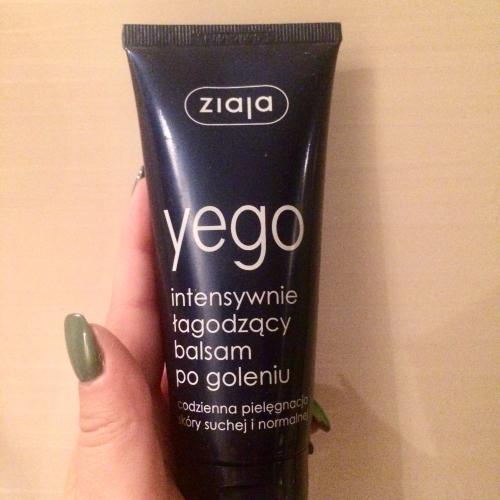 ziaja
yego
intensywnie
łagodzący
balsam
po goleniu
codzienna pielęgnacja
skóry suchej i normalnej